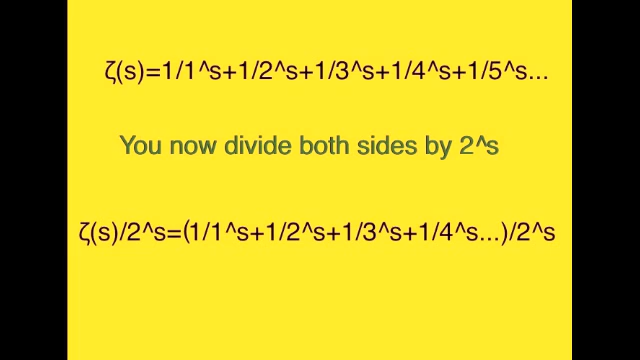 ζ(s)=1/1^s+1/2^s+1/3^s+1/4^s+1/5^s...
You now divide both sides by 2^s
ζ(s)/2^s=(1/1^s+1/2^s+1/3^s+1/4^s...)/2^s